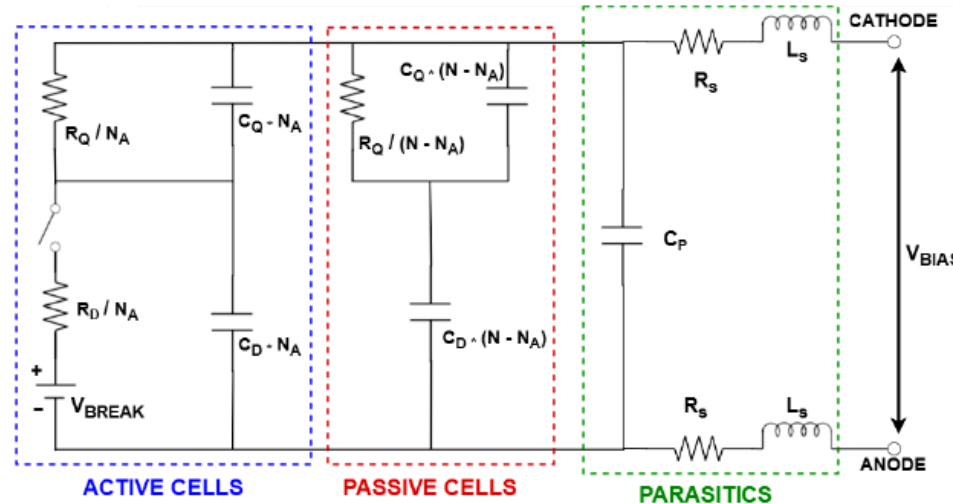 CATHODE
R_Q / N_A
C_Q - N_A
C_Q ^ (N - N_A)
R_Q / (N - N_A)
R_s
L_s
C_P
V_BIAS
R_D / N_A
C_D - N_A
C_D ^ (N - N_A)
+
–
V_BREAK
R_s
L_s
ANODE
ACTIVE CELLS
PASSIVE CELLS
PARASITICS